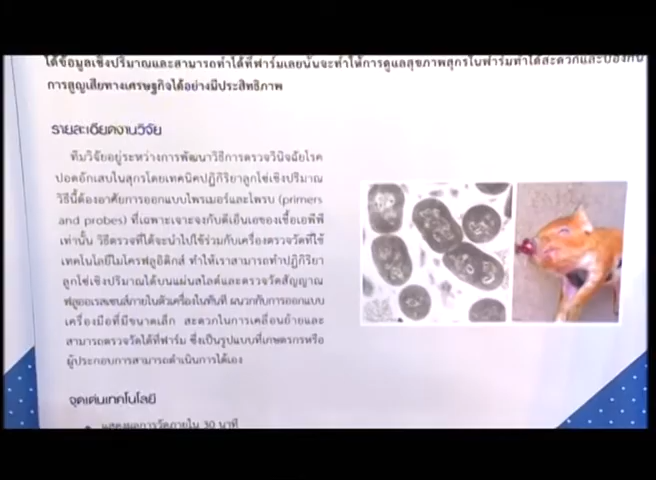 ได้ข้อมูลเชิงปริมาณและสามารถทำได้ที่ฟาร์มเลยนั้นจะทำให้การดูแลสุขภาพสุกรในฟาร์มทำได้สะดวกและป้องกัน
การสูญเสียทางเศรษฐกิจได้อย่างมีประสิทธิภาพ
รายละเอียดงานวิจัย
ทีมวิจัยอยู่ระหว่างการพัฒนาวิธีการตรวจวินิจฉัยโรค
ปอดอักเสบในสุกรโดยเทคนิคปฏิกิริยาลูกโซ่เชิงปริมาณ
วิธีนี้ต้องอาศัยการออกแบบไพรเมอร์และโพรบ (primers
and probes) ที่เฉพาะเจาะจงกับดีเอ็นเอของเชื้อเอพีพี
เท่านั้น วิธีตรวจที่ได้จะนำไปใช้ร่วมกับเครื่องตรวจวัดที่ใช้
เทคโนโลยีไมโครฟลูอิดิกส์ ทำให้เราสามารถทำปฏิกิริยา
ลูกโซ่เชิงปริมาณได้บนแผ่นสไลด์และตรวจวัดสัญญาณ
ฟลูออเรสเซนส์ภายในตัวเครื่องในทันที ผนวกกับการออกแบบ
เครื่องมือที่มีขนาดเล็ก สะดวกในการเคลื่อนย้ายและ
สามารถตรวจวัดได้ที่ฟาร์ม ซึ่งเป็นรูปแบบที่เกษตรกรหรือ
ผู้ประกอบการสามารถดำเนินการได้เอง
จุดเด่นเทคโนโลยี
แสดงผลการวัดภายใน 30 นาที